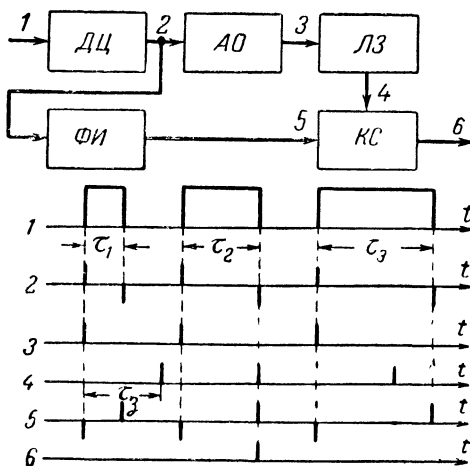 1 ДЦ 2 АО 3 ЛЗ
4
ФИ 5 КС 6
1 t
τ₁ τ₂ τ₃
2 t
3 t
4 t
τз
5 t
6 t